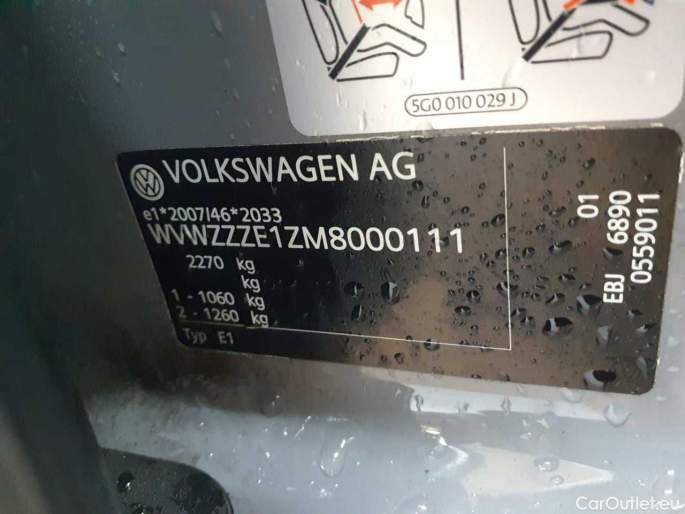 5G0 010 029 J
VOLKSWAGEN AG
e1*2007/46*2033
WVWZZZE1ZM8000111
2270 kg
kg
1 - 1060 kg
2 - 1260 kg
Typ E1
01
EBJ 6890
0559011
CarOutlet.eu